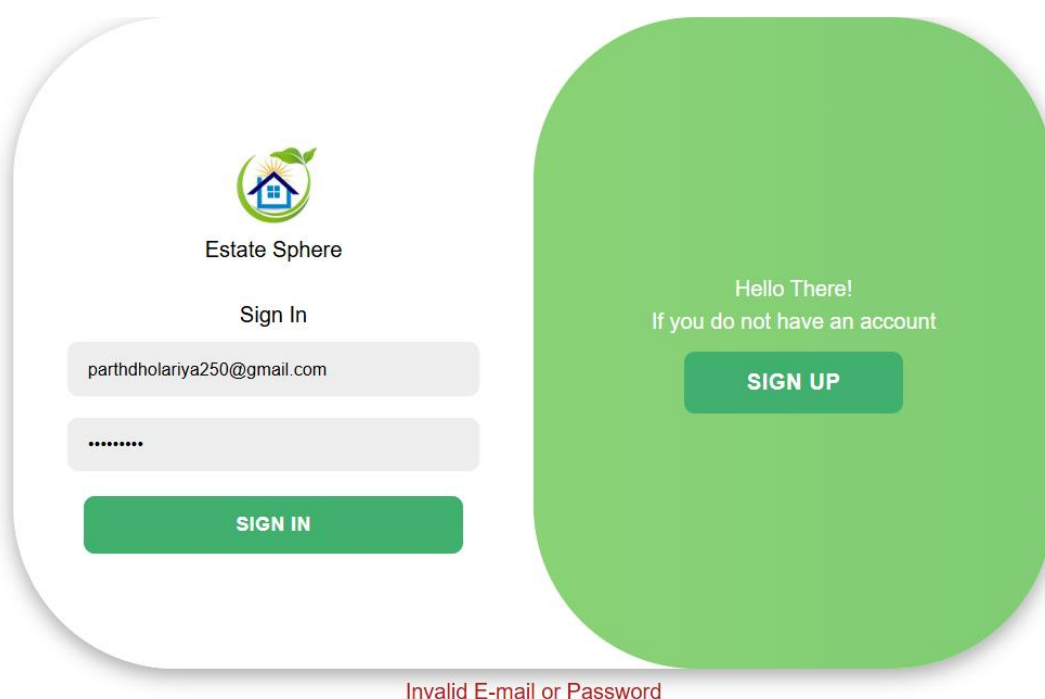 Estate Sphere
Sign In
parthdholariya250@gmail.com
•••••••••
SIGN IN
Hello There!
If you do not have an account
SIGN UP
Invalid E-mail or Password